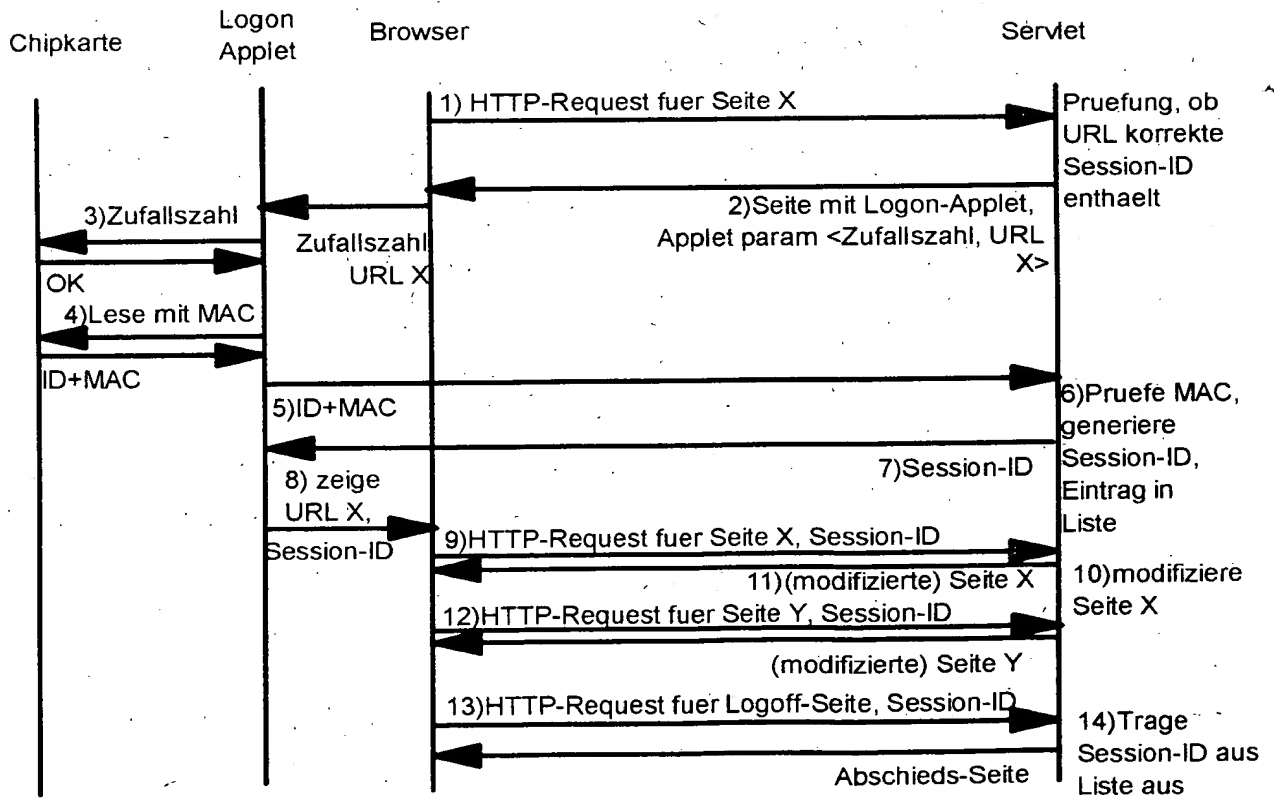 Chipkarte
Logon
Applet
Browser
Servlet
1) HTTP-Request fuer Seite X
Pruefung, ob
URL korrekte
Session-ID
enthaelt
2)Seite mit Logon-Applet,
Applet param <Zufallszahl, URL
X>
3)Zufallszahl
Zufallszahl
URL X
OK
4)Lese mit MAC
ID+MAC
5)ID+MAC
6)Pruefe MAC,
generiere
Session-ID,
Eintrag in
Liste
7)Session-ID
8) zeige
URL X,
Session-ID
9)HTTP-Request fuer Seite X, Session-ID
10)modifiziere
Seite X
11)(modifizierte) Seite X
12)HTTP-Request fuer Seite Y, Session-ID
(modifizierte) Seite Y
13)HTTP-Request fuer Logoff-Seite, Session-ID
14)Trage
Session-ID aus
Liste aus
Abschieds-Seite